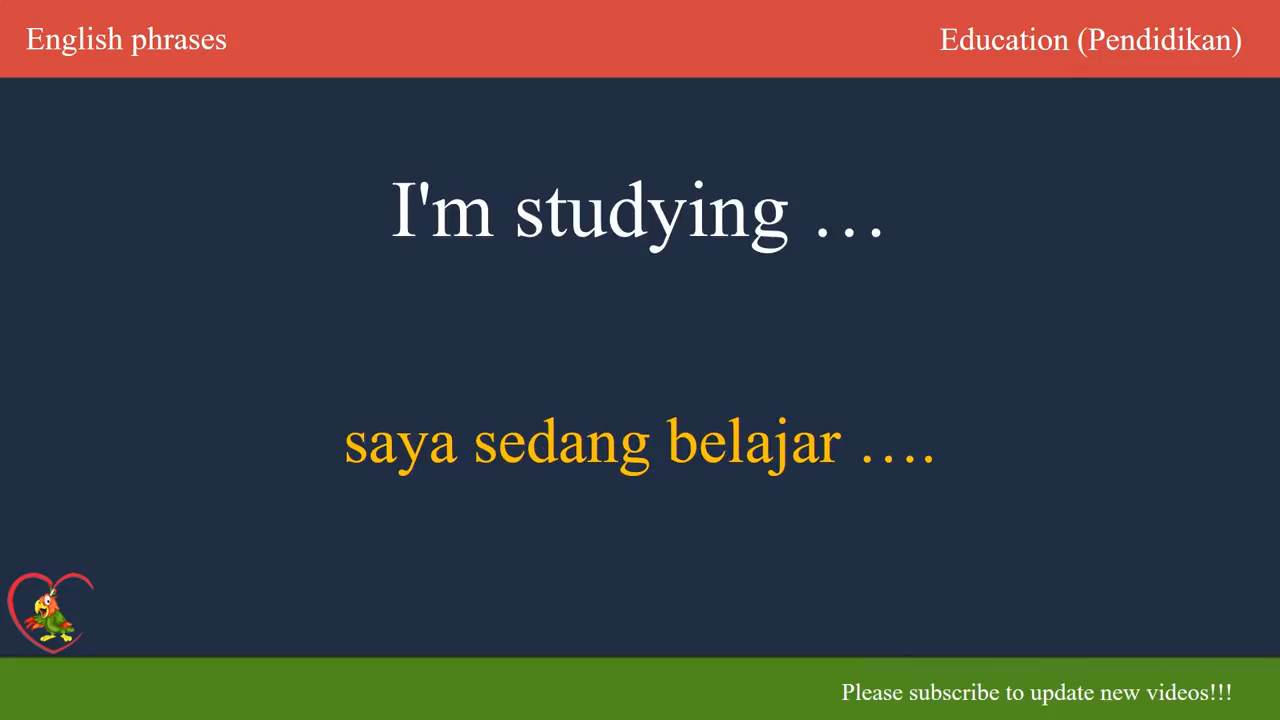 English phrases
Education (Pendidikan)
I'm studying …
saya sedang belajar ….
Please subscribe to update new videos!!!